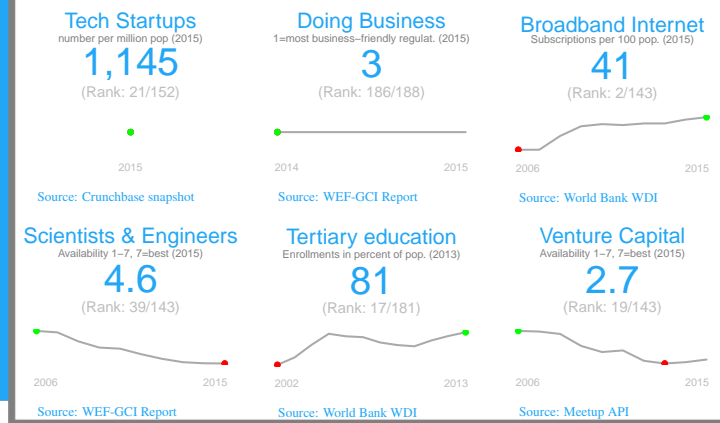 Tech Startups
number per million pop (2015)
1,145
(Rank: 21/152)
2015
Source: Crunchbase snapshot
Doing Business
1=most business−friendly regulat. (2015)
3
(Rank: 186/188)
2014 2015
Source: WEF-GCI Report
Broadband Internet
Subscriptions per 100 pop. (2015)
41
(Rank: 2/143)
2006 2015
Source: World Bank WDI
Scientists & Engineers
Availability 1−7, 7=best (2015)
4.6
(Rank: 39/143)
2006 2015
Source: WEF-GCI Report
Tertiary education
Enrollments in percent of pop. (2013)
81
(Rank: 17/181)
2002 2013
Source: World Bank WDI
Venture Capital
Availability 1−7, 7=best (2015)
2.7
(Rank: 19/143)
2006 2015
Source: Meetup API